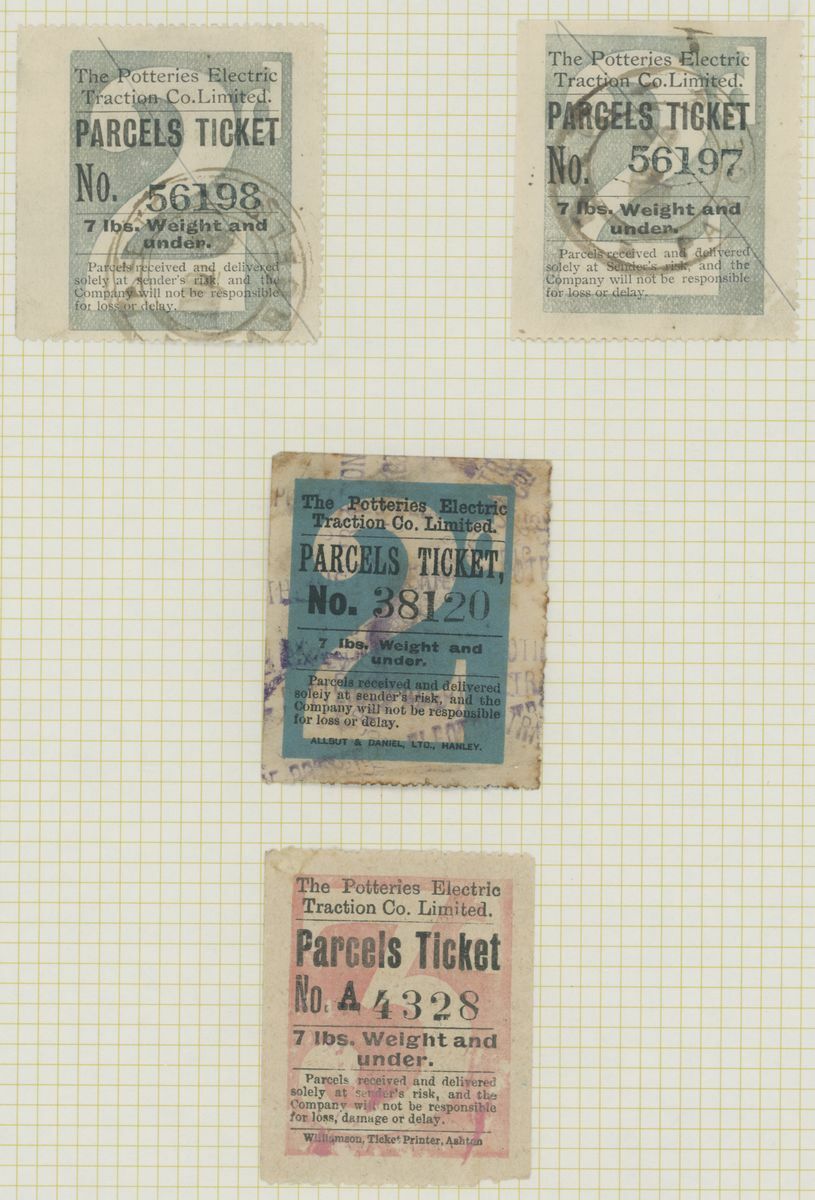 The Potteries Electric
Traction Co. Limited.
PARCELS TICKET
No. 56198
7 lbs. Weight and
under.
Parcels received and delivered
solely at sender's risk, and the
Company will not be responsible
for loss or delay.
The Potteries Electric
Traction Co. Limited.
PARCELS TICKET
No. 56197
7 lbs. Weight and
under.
Parcels received and delivered
solely at Sender's risk, and the
Company will not be responsible
for loss or delay.
The Potteries Electric
Traction Co. Limited.
PARCELS TICKET,
No. 38120
7 lbs. Weight and
under.
Parcels received and delivered
solely at sender's risk, and the
Company will not be responsible
for loss or delay.
ALLBUT & DANIEL, LTD., HANLEY.
2
The Potteries Electric
Traction Co. Limited.
Parcels Ticket
No. A 4328
7 lbs. Weight and
under.
Parcels received and delivered
solely at sender's risk, and the
Company will not be responsible
for loss, damage or delay.
Williamson, Ticket Printer, Ashton